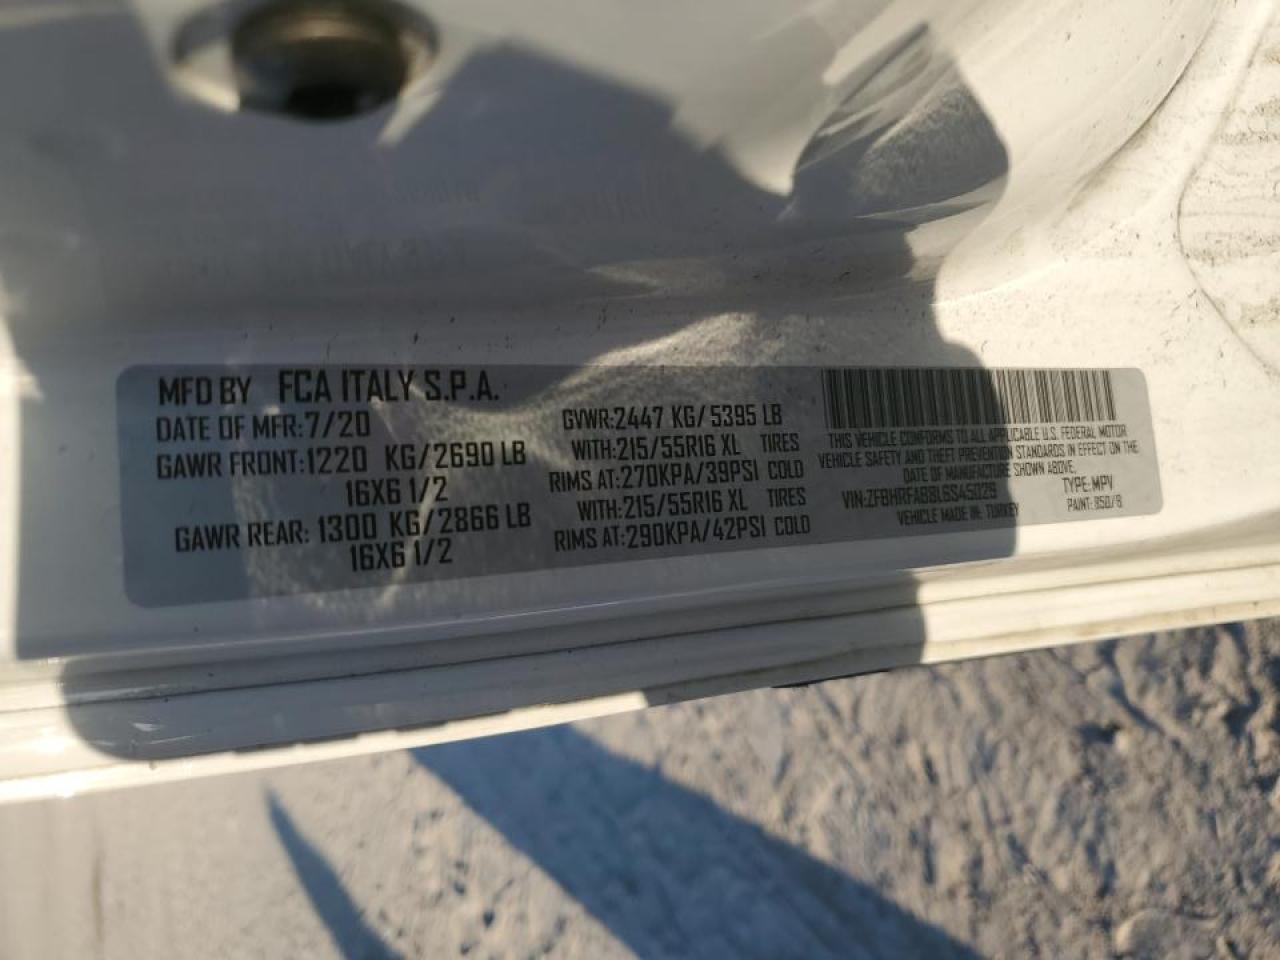 MFD BY FCA ITALY S.P.A.
DATE OF MFR:7/20
GAWR FRONT:1220 KG/2690 LB
16X6 1/2
GAWR REAR: 1300 KG/2866 LB
16X6 1/2
GVWR:2447 KG/5395 LB
WITH:215/55R16 XL TIRES
RIMS AT:270KPA/39PSI COLD
WITH:215/55R16 XL TIRES
RIMS AT:290KPA/42PSI COLD
THIS VEHICLE CONFORMS TO ALL APPLICABLE U.S. FEDERAL MOTOR
VEHICLE SAFETY AND THEFT PREVENTION STANDARDS IN EFFECT ON THE
DATE OF MANUFACTURE SHOWN ABOVE.
VIN:ZFBHRFAB8L6S45029 TYPE:MPV
VEHICLE MADE IN: TURKEY PAINT: 950/B